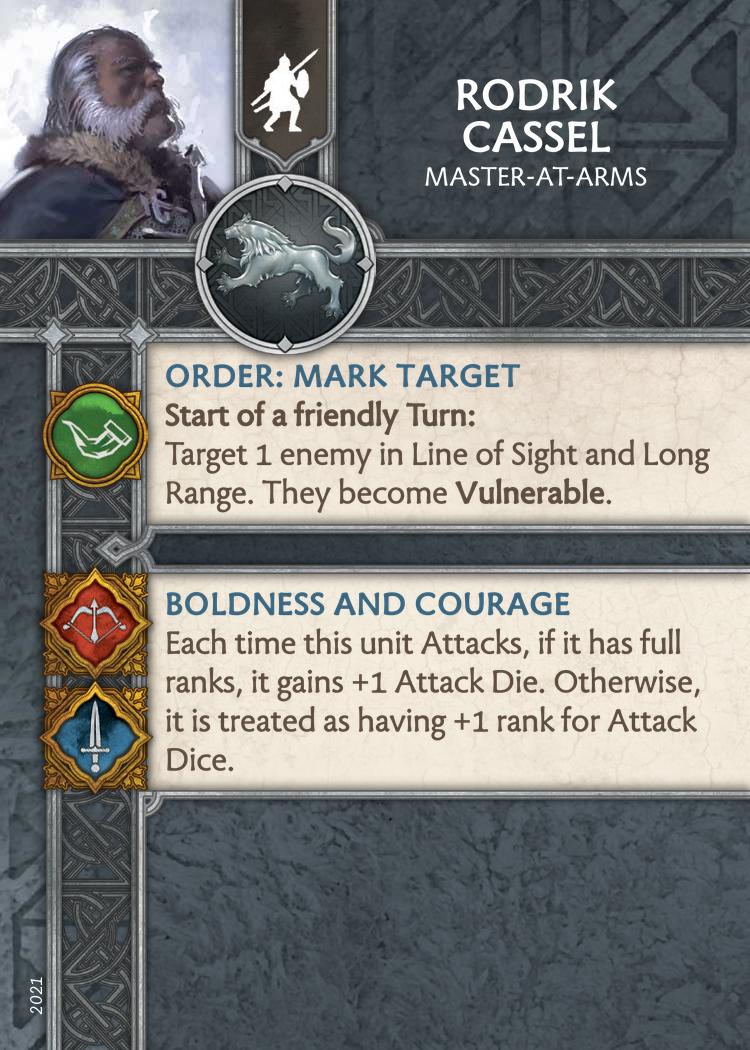 RODRIK
CASSEL
MASTER-AT-ARMS
ORDER: MARK TARGET
Start of a friendly Turn:
Target 1 enemy in Line of Sight and Long
Range. They become Vulnerable.
BOLDNESS AND COURAGE
Each time this unit Attacks, if it has full
ranks, it gains +1 Attack Die. Otherwise,
it is treated as having +1 rank for Attack
Dice.
2021